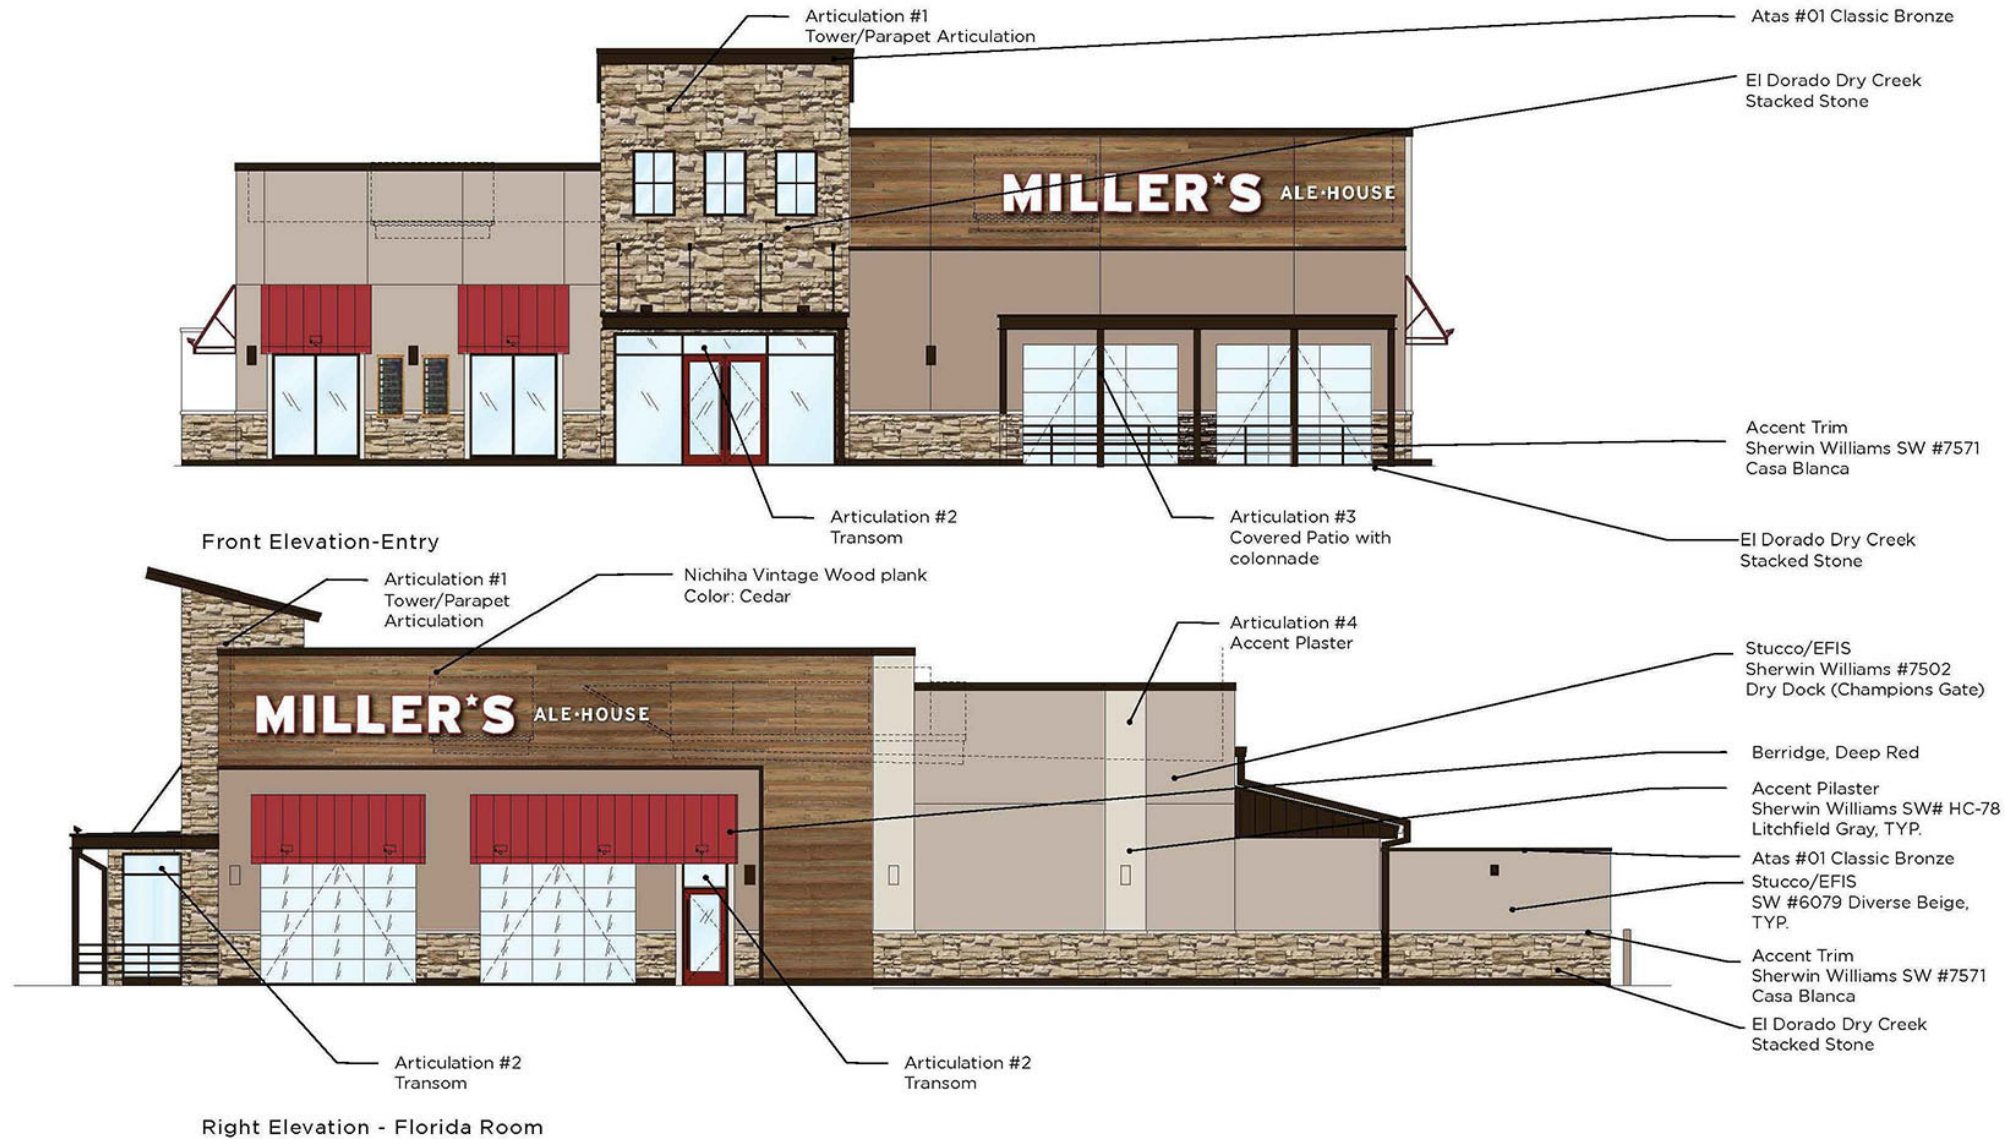 Articulation #1
Tower/Parapet Articulation
Atas #01 Classic Bronze
El Dorado Dry Creek
Stacked Stone
MILLER*S ALE•HOUSE
Accent Trim
Sherwin Williams SW #7571
Casa Blanca
Articulation #2
Transom
Articulation #3
Covered Patio with
colonnade
El Dorado Dry Creek
Stacked Stone
Front Elevation-Entry
Articulation #1
Tower/Parapet
Articulation
Nichiha Vintage Wood plank
Color: Cedar
Articulation #4
Accent Plaster
Stucco/EFIS
Sherwin Williams #7502
Dry Dock (Champions Gate)
MILLER*S ALE•HOUSE
Berridge, Deep Red
Accent Pilaster
Sherwin Williams SW# HC-78
Litchfield Gray, TYP.
Atas #01 Classic Bronze
Stucco/EFIS
SW #6079 Diverse Beige,
TYP.
Accent Trim
Sherwin Williams SW #7571
Casa Blanca
El Dorado Dry Creek
Stacked Stone
Articulation #2
Transom
Articulation #2
Transom
Right Elevation - Florida Room